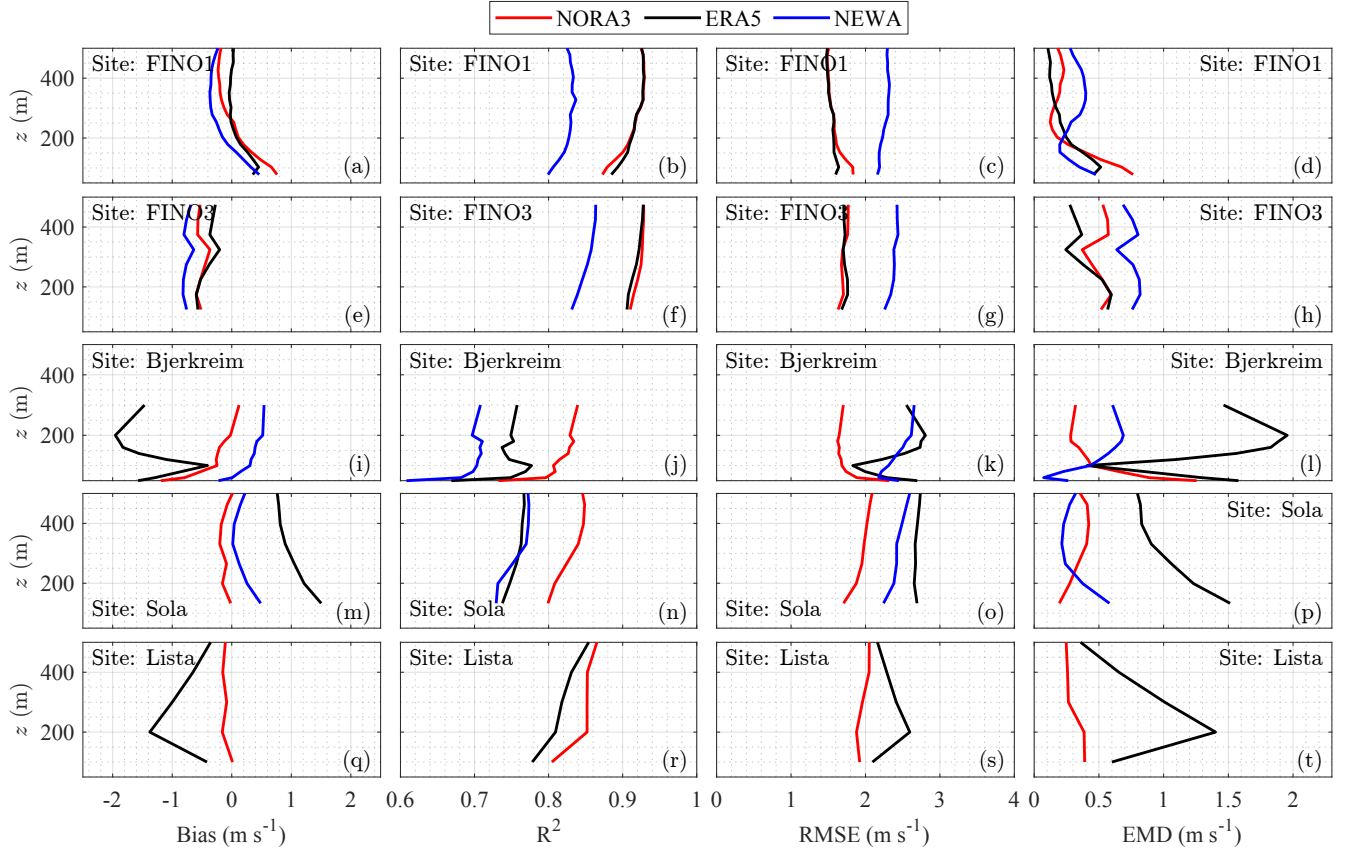 NORA3 ERA5 NEWA
Site: FINO1 Site: FINO1 Site: FINO1 Site: FINO1
400
200
z (m)
(a) (b) (c) (d)
Site: FINO3 Site: FINO3 Site: FINO3 Site: FINO3
400
200
z (m)
(e) (f) (g) (h)
Site: Bjerkreim Site: Bjerkreim Site: Bjerkreim Site: Bjerkreim
400
200
z (m)
(i) (j) (k) (l)
400
200
z (m)
Site: Sola Site: Sola Site: Sola Site: Sola
(m) (n) (o) (p)
Site: Lista Site: Lista Site: Lista Site: Lista
400
200
z (m)
(q) (r) (s) (t)
-2 -1 0 1 2 0.6 0.7 0.8 0.9 1 0 1 2 3 4 0 0.5 1 1.5 2
Bias (m s⁻¹) R² RMSE (m s⁻¹) EMD (m s⁻¹)